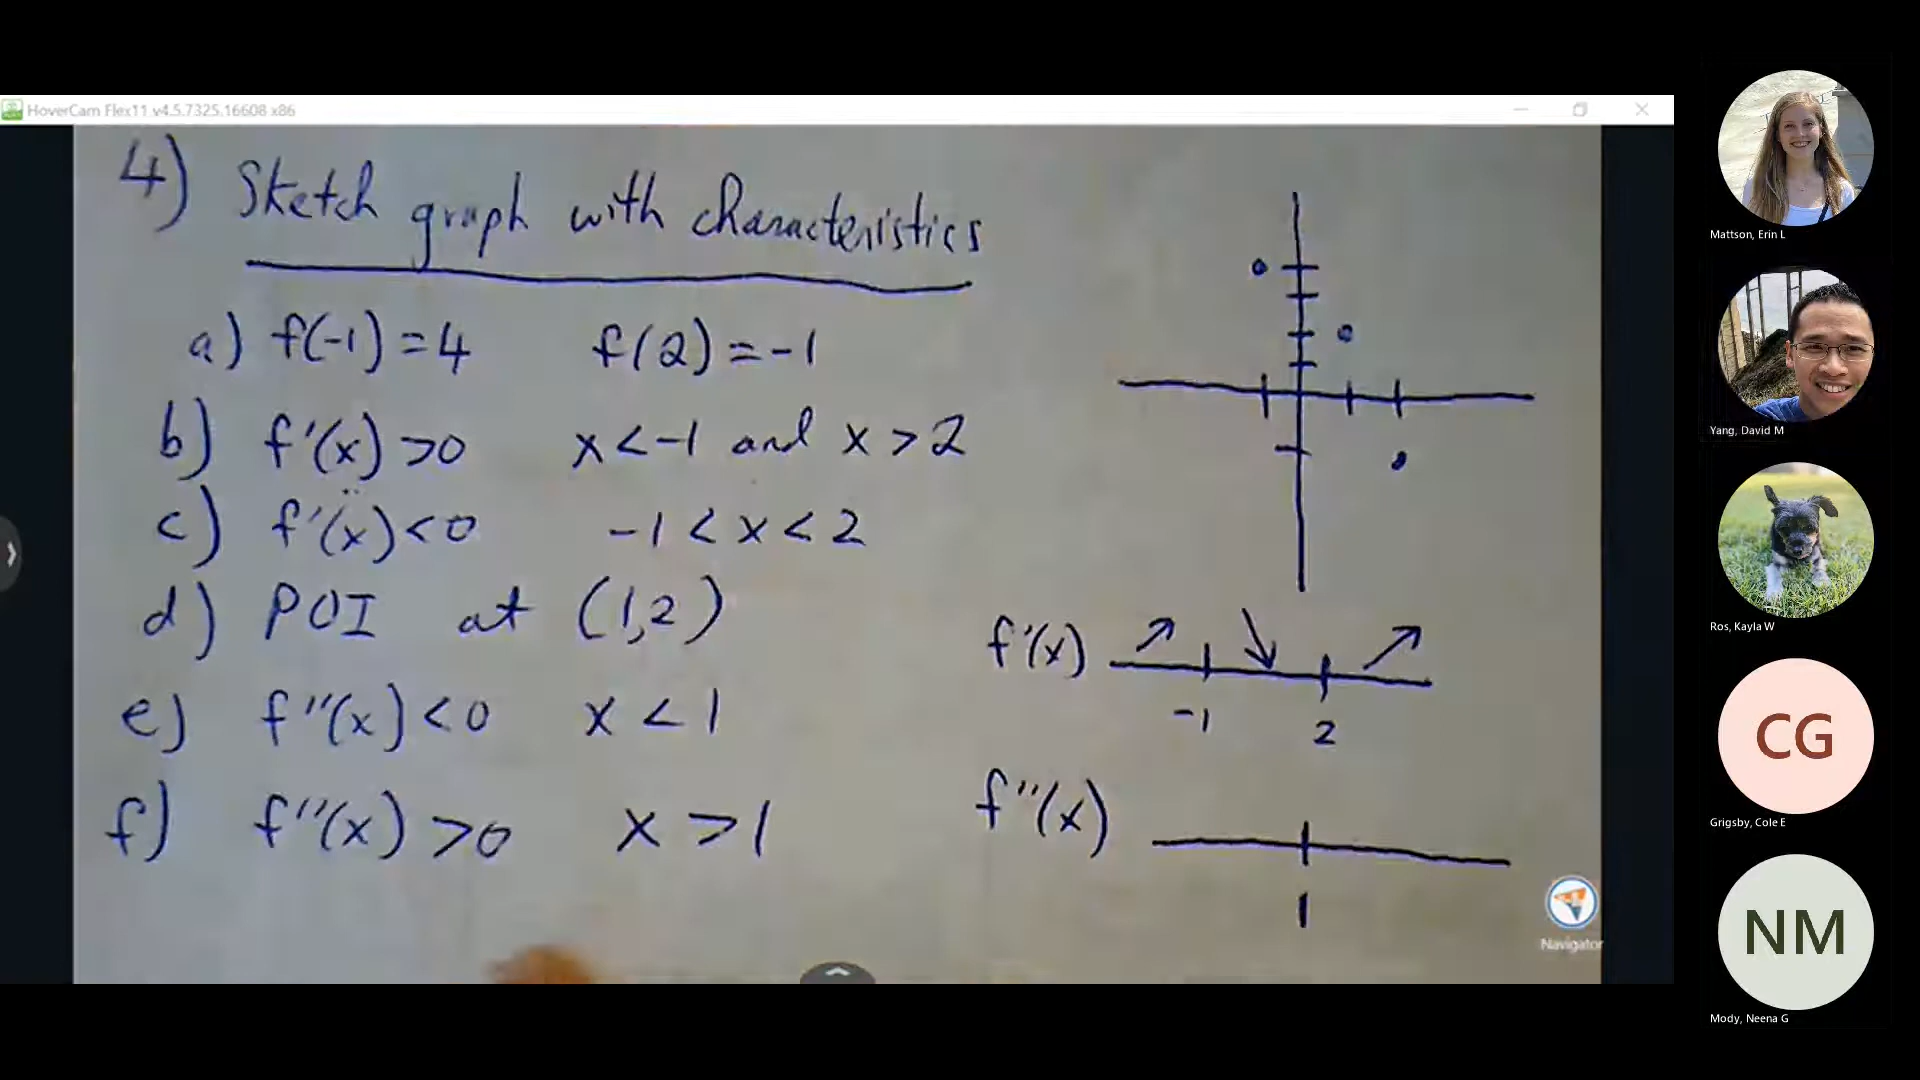 HoverCam Flex11 v4.5.7325.16608 x86
4) Sketch graph with characteristics
a) f(-1)=4 f(2)=-1
b) f'(x)>0 x<-1 and x>2
c) f'(x)<0 -1<x<2
d) POI at (1,2)
e) f''(x)<0 x<1
f) f''(x)>0 x>1
f'(x)
-1 2
f''(x)
1
Navigator
Mattson, Erin L
Yang, David M
Ros, Kayla W
CG
Grigsby, Cole E
NM
Mody, Neena G